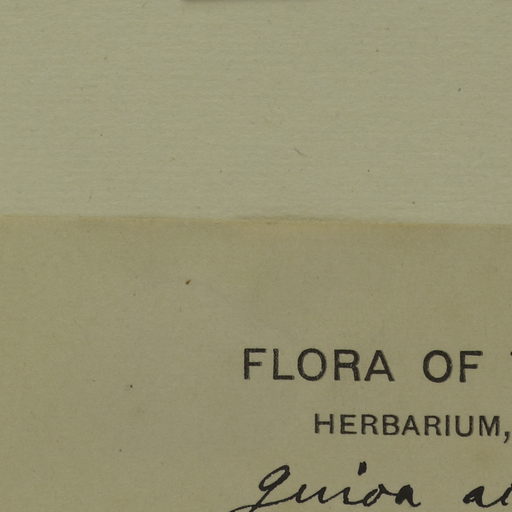 FLORA OF
HERBARIUM,
Guioa